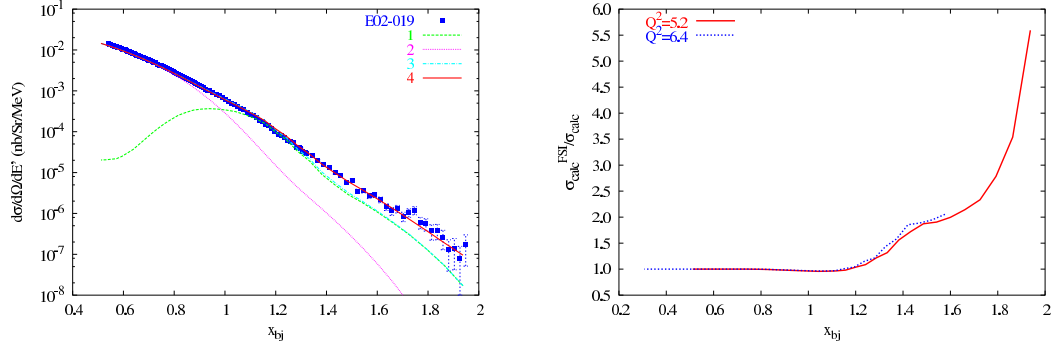 dσ/dΩ/dE' (nb/Sr/MeV)
10⁻¹
10⁻²
10⁻³
10⁻⁴
10⁻⁵
10⁻⁶
10⁻⁷
10⁻⁸
0.4 0.6 0.8 1 1.2 1.4 1.6 1.8 2
x_bj
E02-019
1
2
3
4
σ_calc^FSI/σ_calc
6.0
5.5
5.0
4.5
4.0
3.5
3.0
2.5
2.0
1.5
1.0
0.5
0.2 0.4 0.6 0.8 1 1.2 1.4 1.6 1.8 2
x_bj
Q²=5.2
Q²=6.4